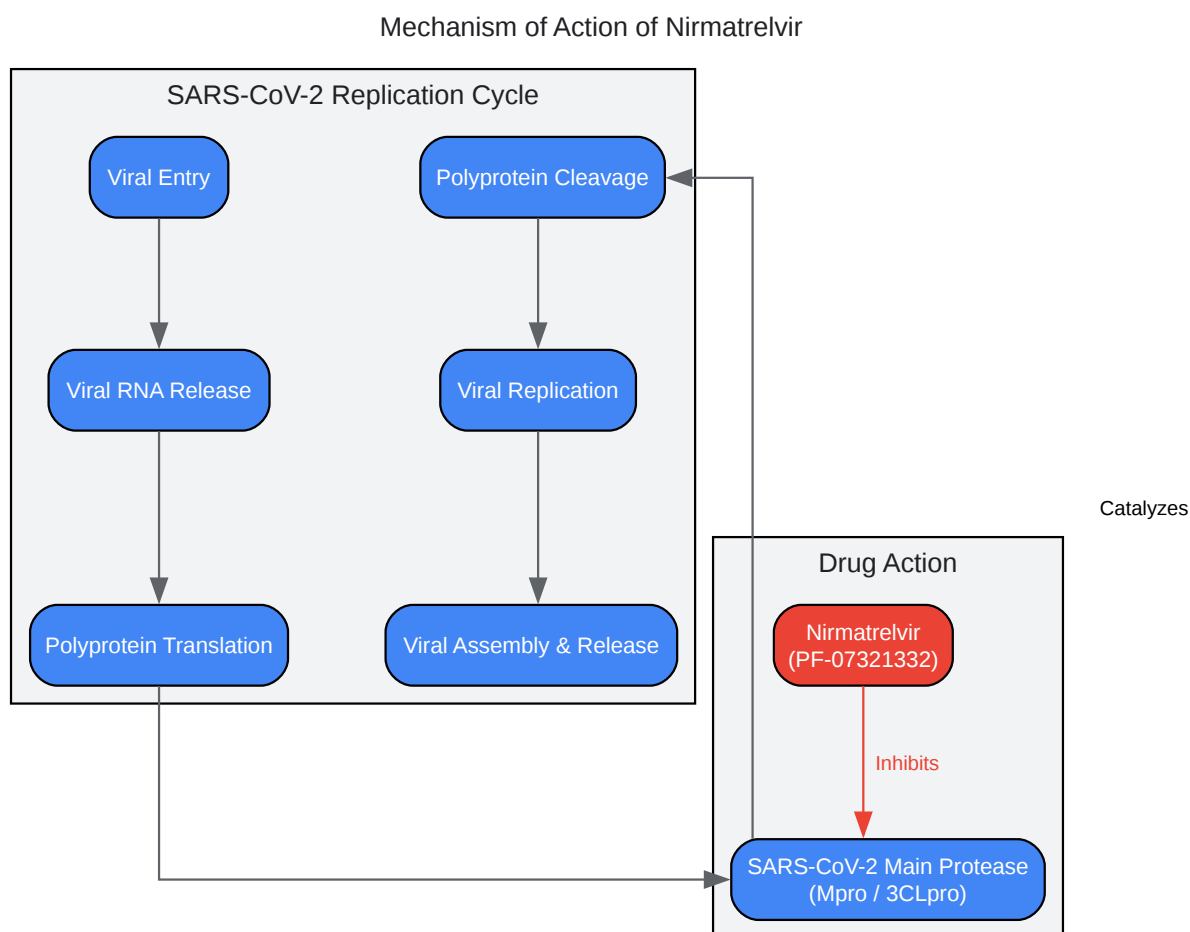 Mechanism of Action of Nirmatrelvir
SARS-CoV-2 Replication Cycle
Viral Entry
Polyprotein Cleavage
Viral RNA Release
Viral Replication
Catalyzes
Drug Action
Polyprotein Translation
Viral Assembly & Release
Nirmatrelvir
(PF-07321332)
Inhibits
SARS-CoV-2 Main Protease
(Mpro / 3CLpro)